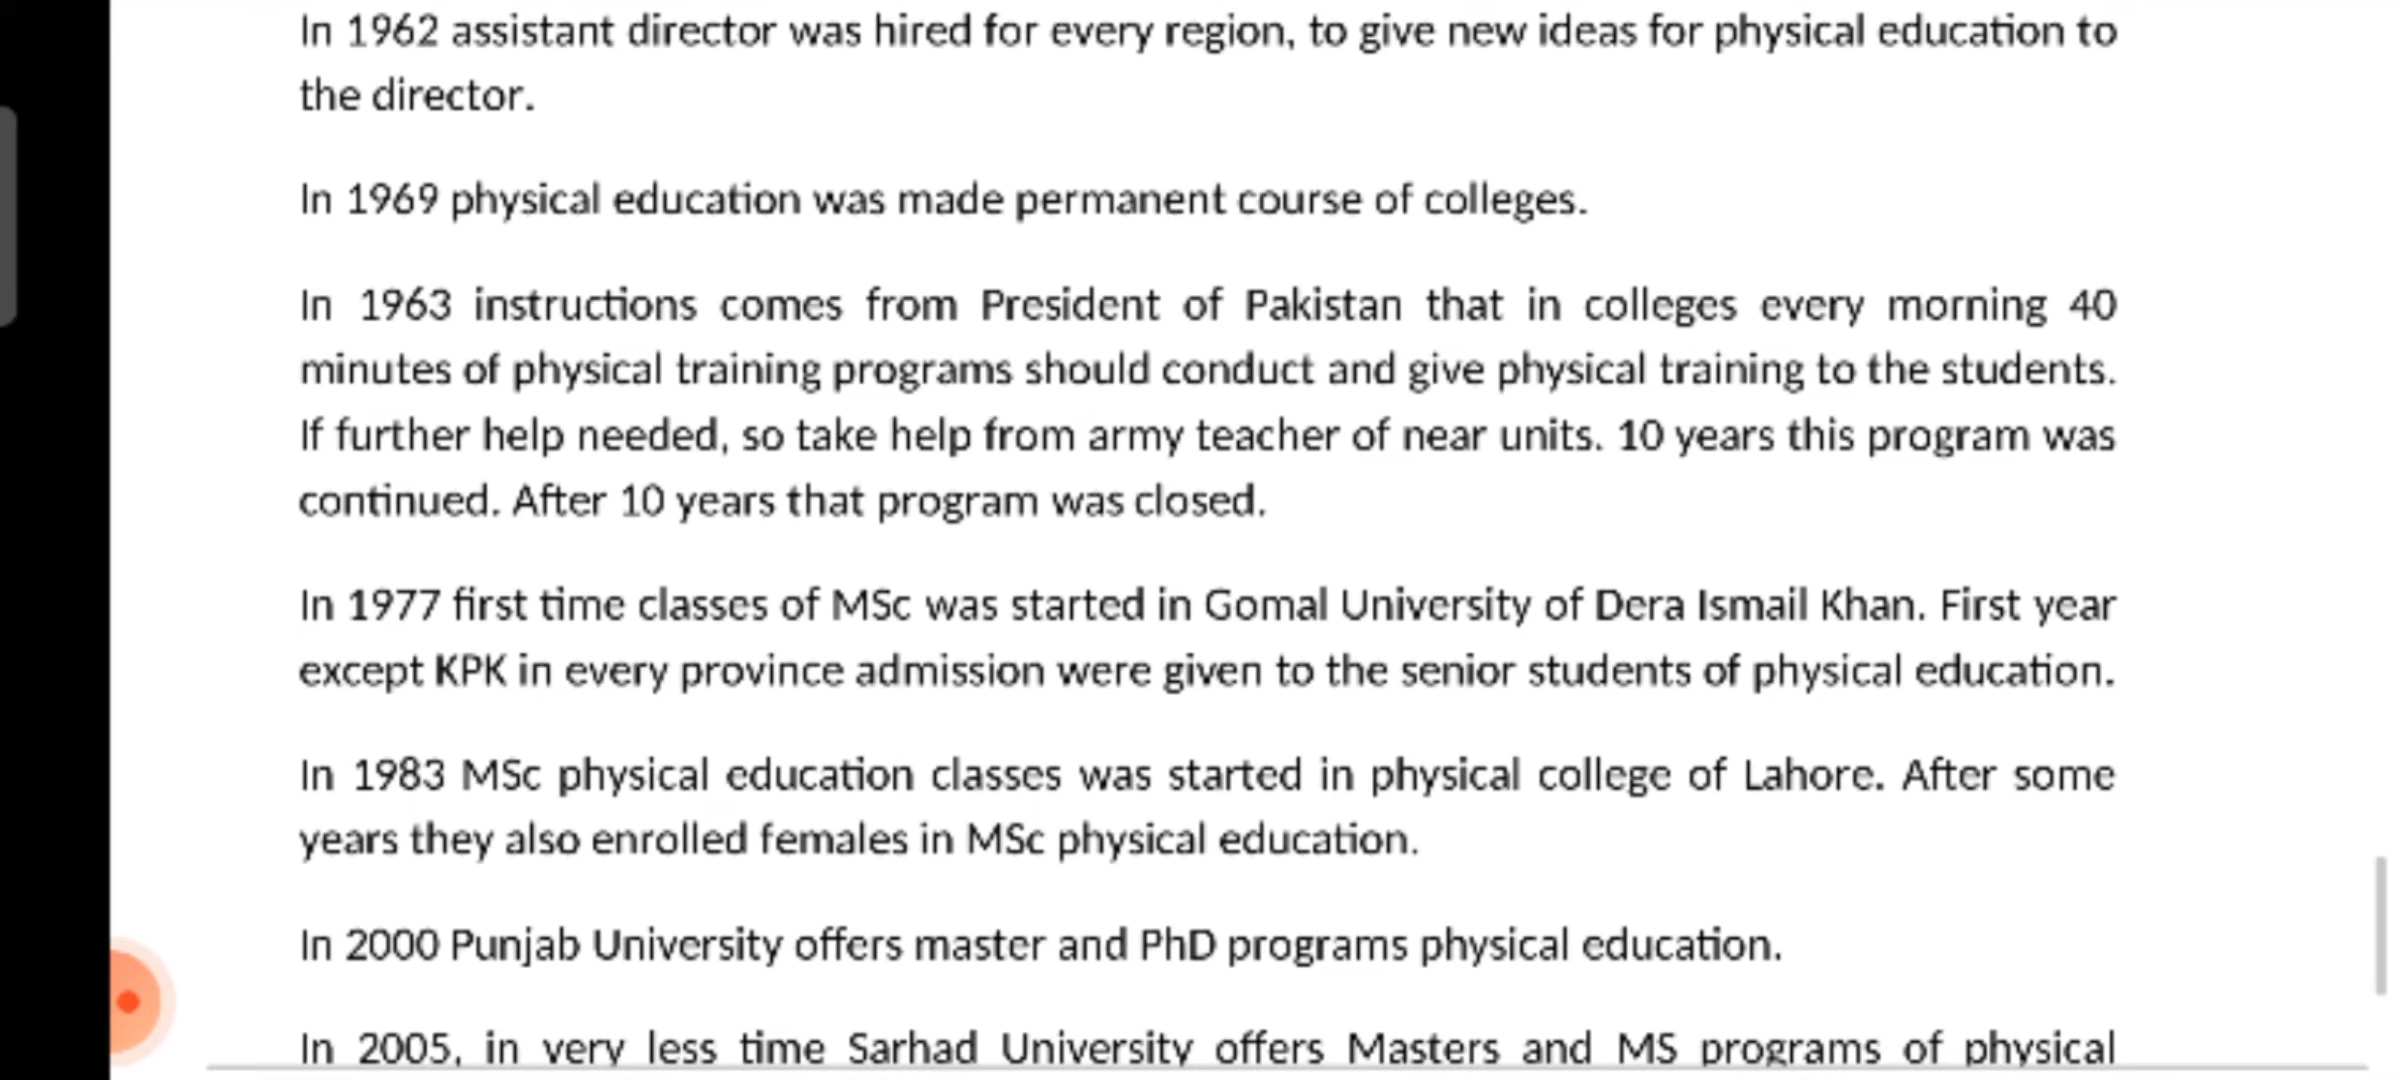 In 1962 assistant director was hired for every region, to give new ideas for physical education to
the director.
In 1969 physical education was made permanent course of colleges.
In 1963 instructions comes from President of Pakistan that in colleges every morning 40
minutes of physical training programs should conduct and give physical training to the students.
If further help needed, so take help from army teacher of near units. 10 years this program was
continued. After 10 years that program was closed.
In 1977 first time classes of MSc was started in Gomal University of Dera Ismail Khan. First year
except KPK in every province admission were given to the senior students of physical education.
In 1983 MSc physical education classes was started in physical college of Lahore. After some
years they also enrolled females in MSc physical education.
In 2000 Punjab University offers master and PhD programs physical education.
In 2005, in very less time Sarhad University offers Masters and MS programs of physical